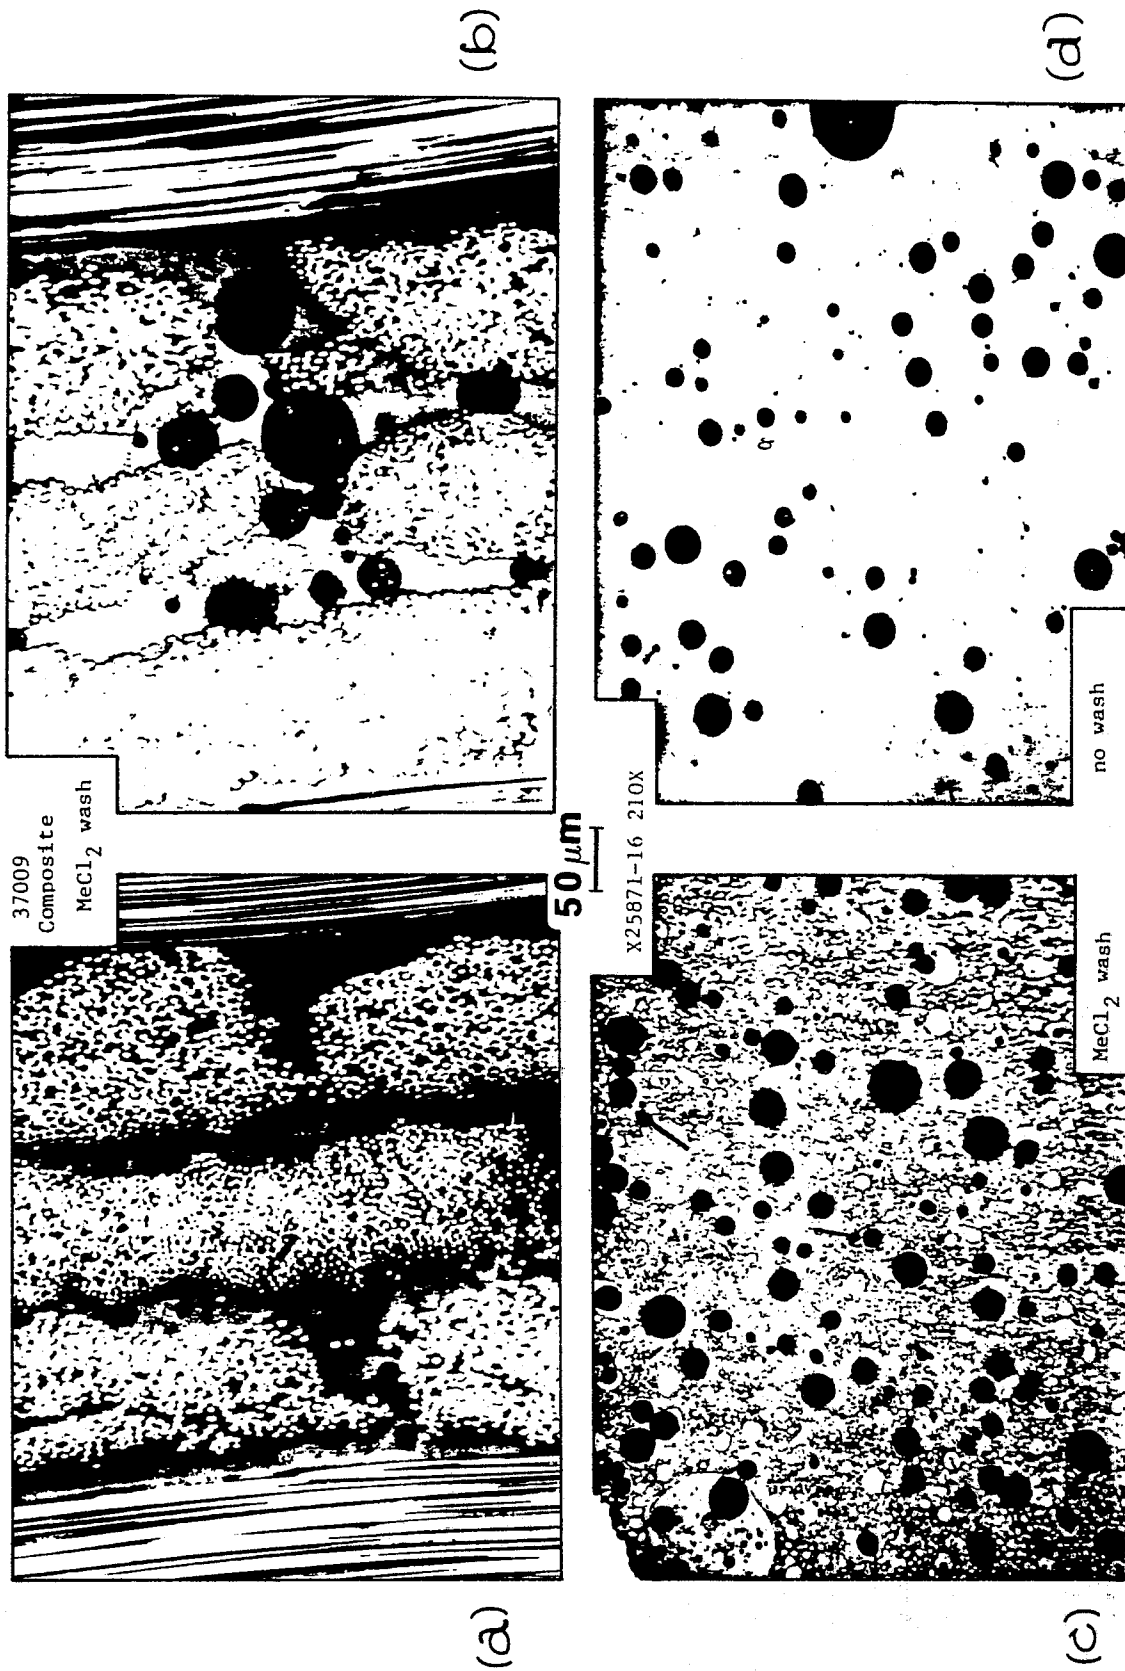 (a)
(b)
37009
Composite
MeCl2 wash
50 μm
X25871-16 210X
(c)
MeCl2 wash
no wash
(d)